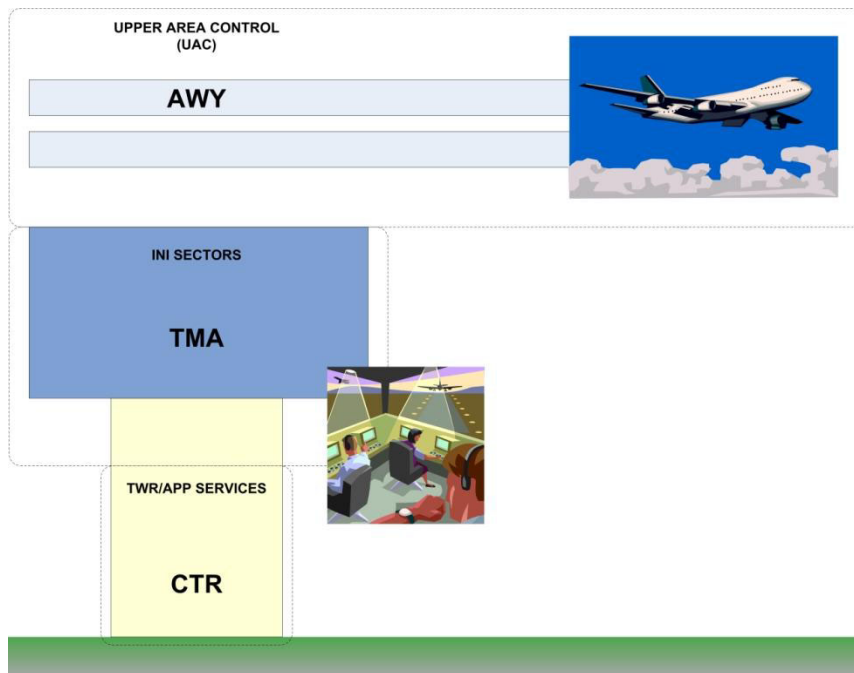 UPPER AREA CONTROL
(UAC)
AWY
INI SECTORS
TMA
TWR/APP SERVICES
CTR